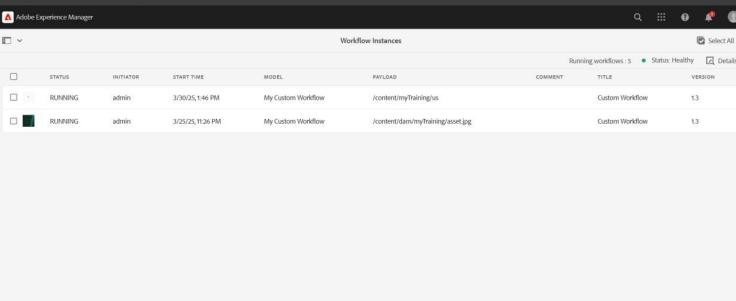 Adobe Experience Manager
Workflow Instances
Select All
Running workflows : 5 Status: Healthy Details
STATUS INITIATOR START TIME MODEL PAYLOAD COMMENT TITLE VERSION
RUNNING admin 3/30/25, 1:46 PM My Custom Workflow /content/myTraining/us Custom Workflow 1.3
RUNNING admin 3/25/25, 11:26 PM My Custom Workflow /content/dam/myTraining/asset.jpg Custom Workflow 1.3